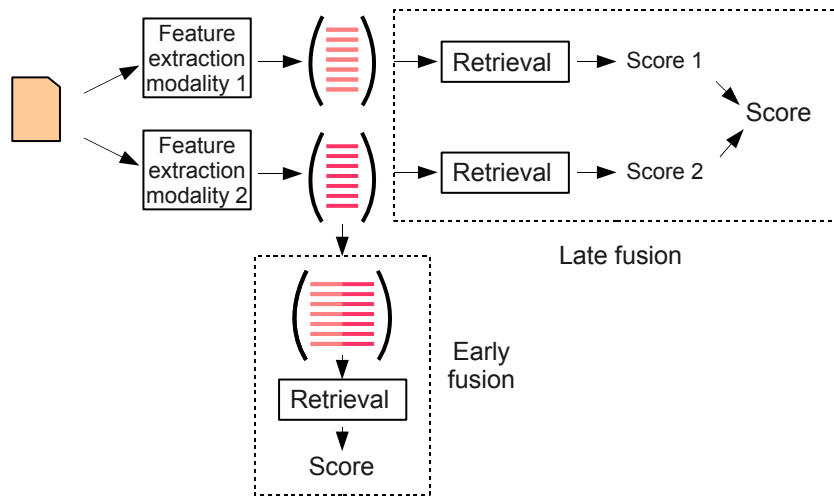 Feature
extraction
modality 1
Retrieval
Score 1
Score
Feature
extraction
modality 2
Retrieval
Score 2
Late fusion
Early
fusion
Retrieval
Score